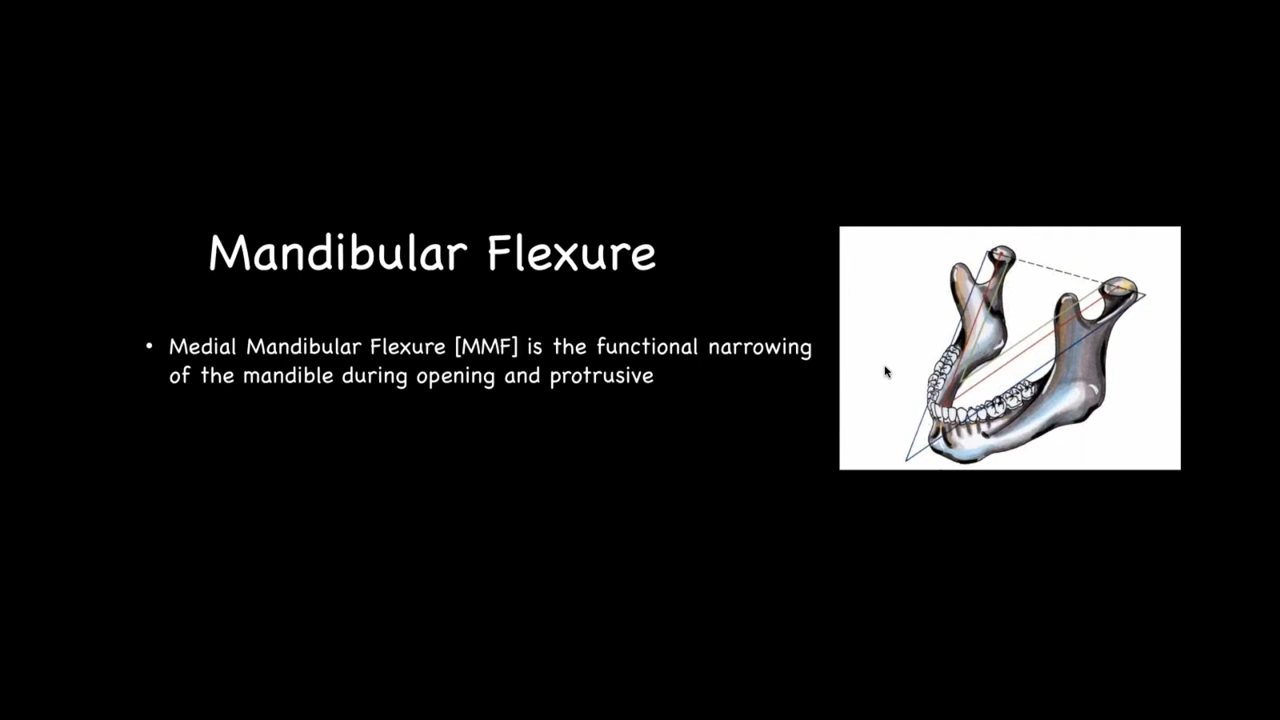 Mandibular Flexure
• Medial Mandibular Flexure [MMF] is the functional narrowing
of the mandible during opening and protrusive